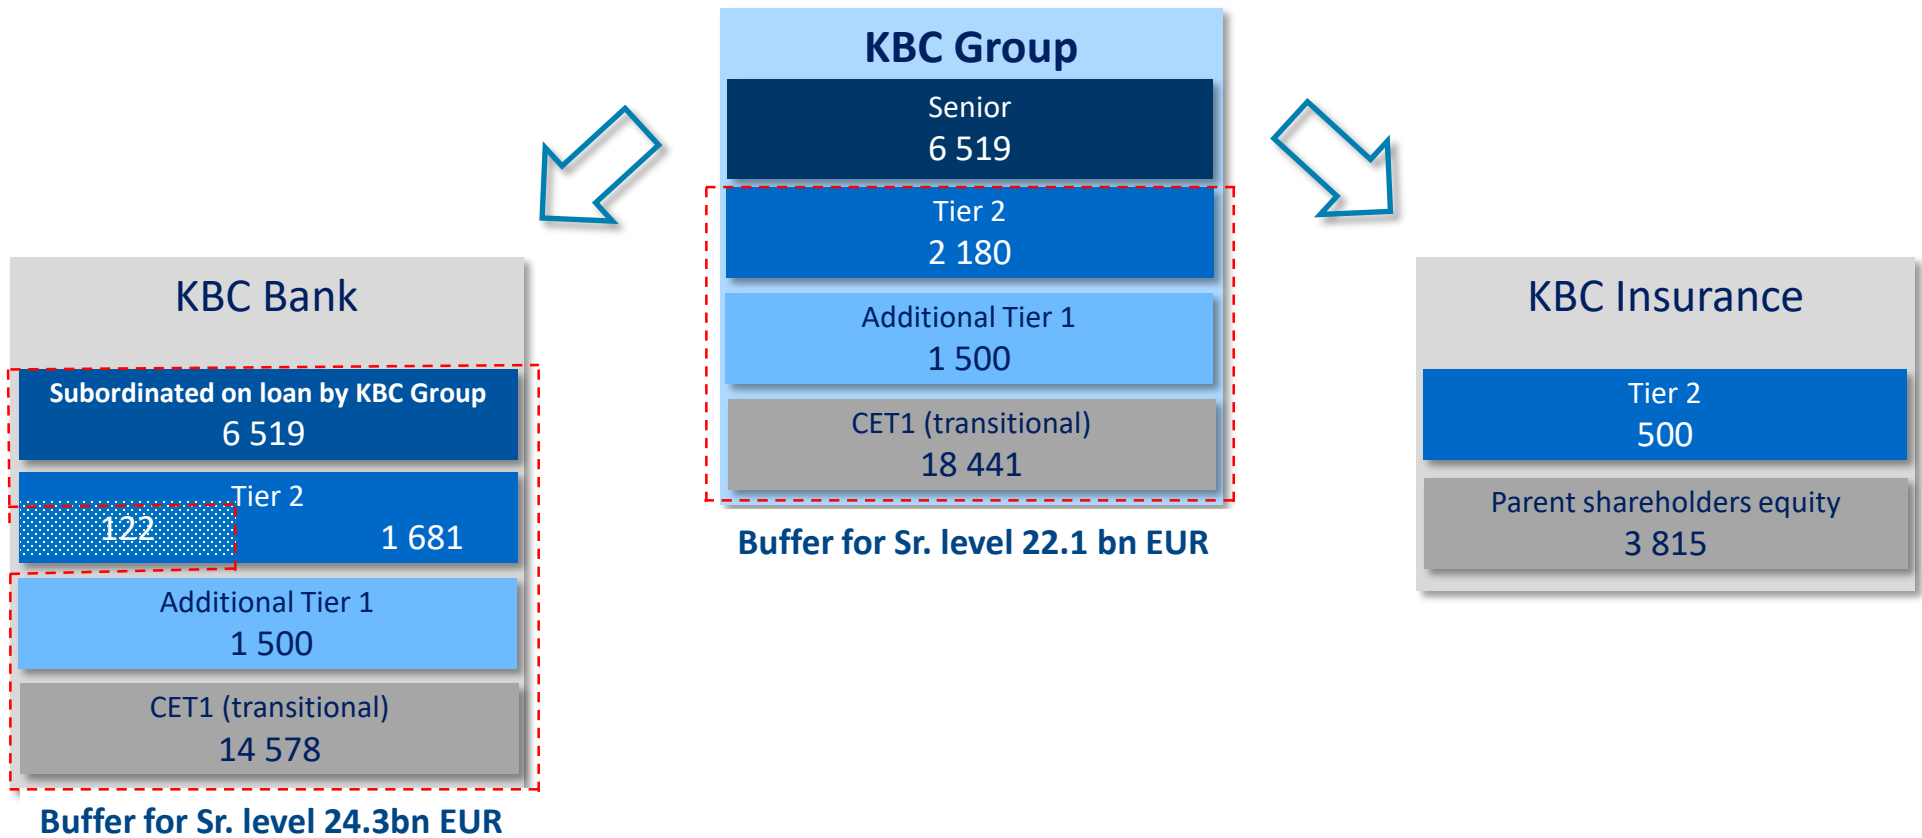 KBC Group
Senior
6 519
Tier 2
2 180
Additional Tier 1
1 500
CET1 (transitional)
18 441
Buffer for Sr. level 22.1 bn EUR
KBC Bank
Subordinated on loan by KBC Group
6 519
Tier 2
122
1 681
Additional Tier 1
1 500
CET1 (transitional)
14 578
Buffer for Sr. level 24.3bn EUR
KBC Insurance
Tier 2
500
Parent shareholders equity
3 815